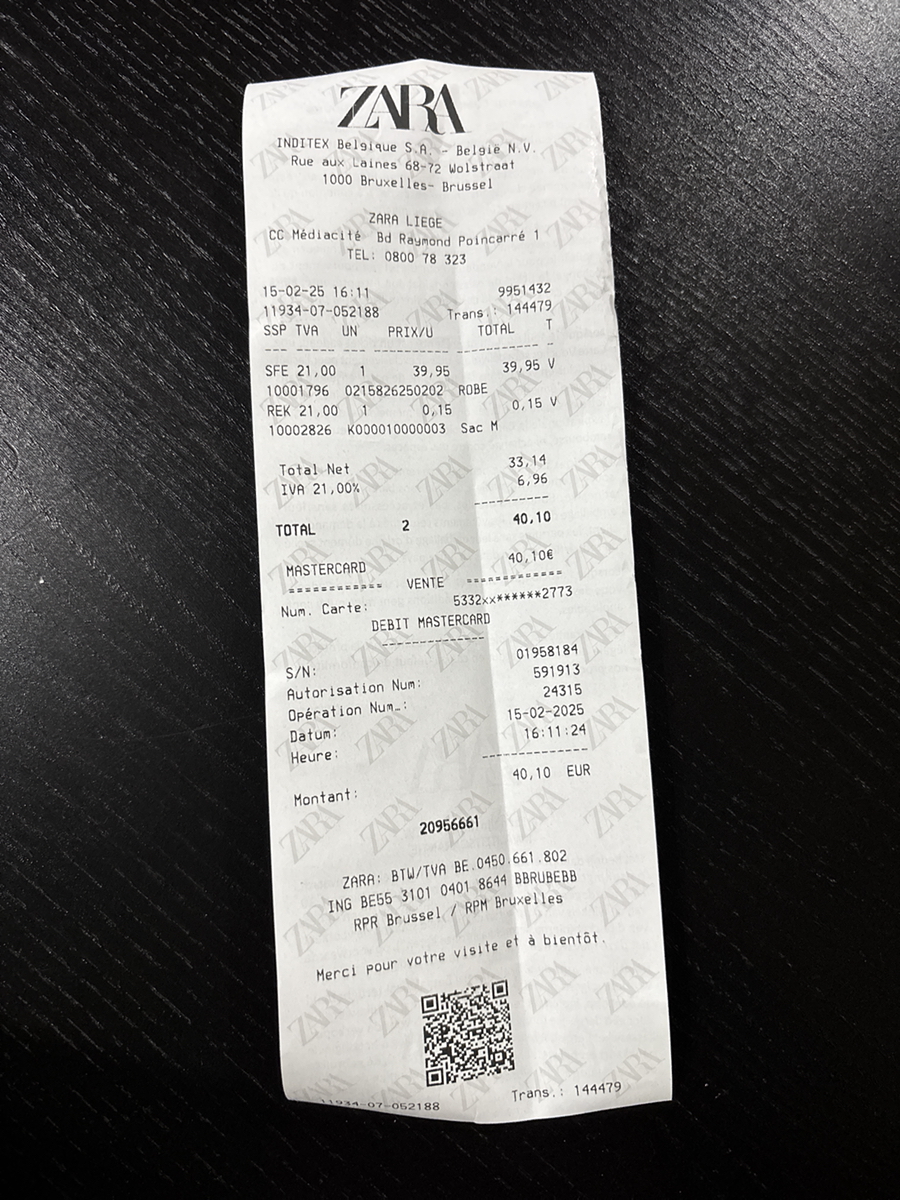 ZARA
INDITEX Belgique S.A. - België N.V.
Rue aux Laines 68-72 Wolstraat
1000 Bruxelles- Brussel
ZARA LIEGE
CC Médiacité Bd Raymond Poincarré 1
TEL: 0800 78 323
15-02-25 16:11 9951432
11934-07-052188 Trans.: 144479
SSP TVA UN PRIX/U TOTAL T
--- ----- --- ---------- ----------- --
SFE 21,00 1 39,95 39,95 V
10001796 0215826250202 ROBE
REK 21,00 1 0,15 0,15 V
10002826 K000010000003 Sac M
Total Net 33,14
IVA 21,00% 6,96
----------
TOTAL 2 40,10
MASTERCARD 40,10€
============ VENTE ============
Num. Carte: 5332xx******2773
DEBIT MASTERCARD
-------------
S/N: 01958184
Autorisation Num: 591913
Opération Num.: 24315
Datum: 15-02-2025
Heure: 16:11:24
-------------
Montant: 40,10 EUR
20956661
ZARA: BTW/TVA BE.0450.661.802
ING BE55 3101 0401 8644 BBRUBEBB
RPR Brussel / RPM Bruxelles
Merci pour votre visite et à bientôt.
11934-07-052188 Trans.: 144479